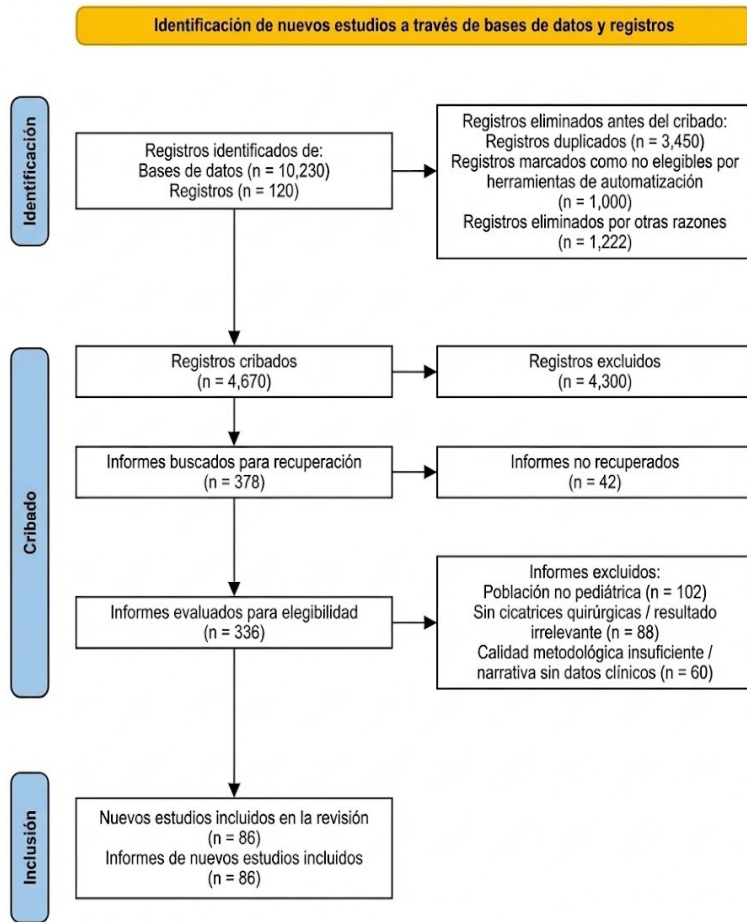 Identificación de nuevos estudios a través de bases de datos y registros
Identificación
Registros identificados de:
Bases de datos (n = 10,230)
Registros (n = 120)
Registros eliminados antes del cribado:
Registros duplicados (n = 3,450)
Registros marcados como no elegibles por
herramientas de automatización
(n = 1,000)
Registros eliminados por otras razones
(n = 1,222)
Cribado
Registros cribados
(n = 4,670)
Registros excluidos
(n = 4,300)
Informes buscados para recuperación
(n = 378)
Informes no recuperados
(n = 42)
Informes evaluados para elegibilidad
(n = 336)
Informes excluidos:
Población no pediátrica (n = 102)
Sin cicatrices quirúrgicas / resultado
irrelevante (n = 88)
Calidad metodológica insuficiente /
narrativa sin datos clínicos (n = 60)
Inclusión
Nuevos estudios incluidos en la revisión
(n = 86)
Informes de nuevos estudios incluidos
(n = 86)